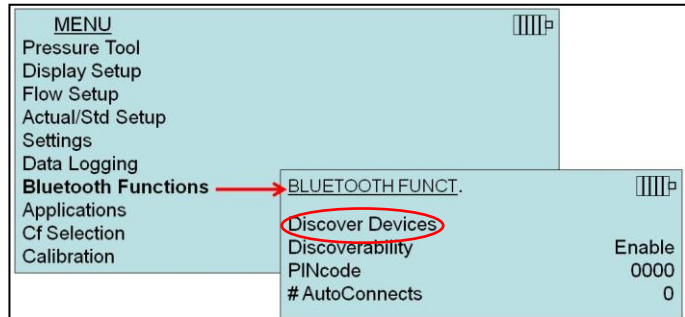 MENU
Pressure Tool
Display Setup
Flow Setup
Actual/Std Setup
Settings
Data Logging
Bluetooth Functions
Applications
Cf Selection
Calibration
BLUETOOTH FUNCT.
Discover Devices
Discoverability Enable
PINcode 0000
# AutoConnects 0